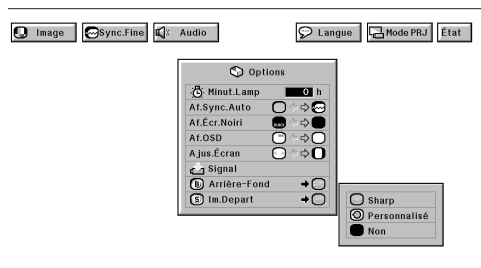 Image Sync.Fine Audio Langue Mode PRJ État
Options
Minut.Lamp 0 h
Af.Sync.Auto
Af.Écr.Noiri
Af.OSD
Ajus.Écran
Signal
B Arrière-Fond
S Im.Depart
Sharp
Personnalisé
Non